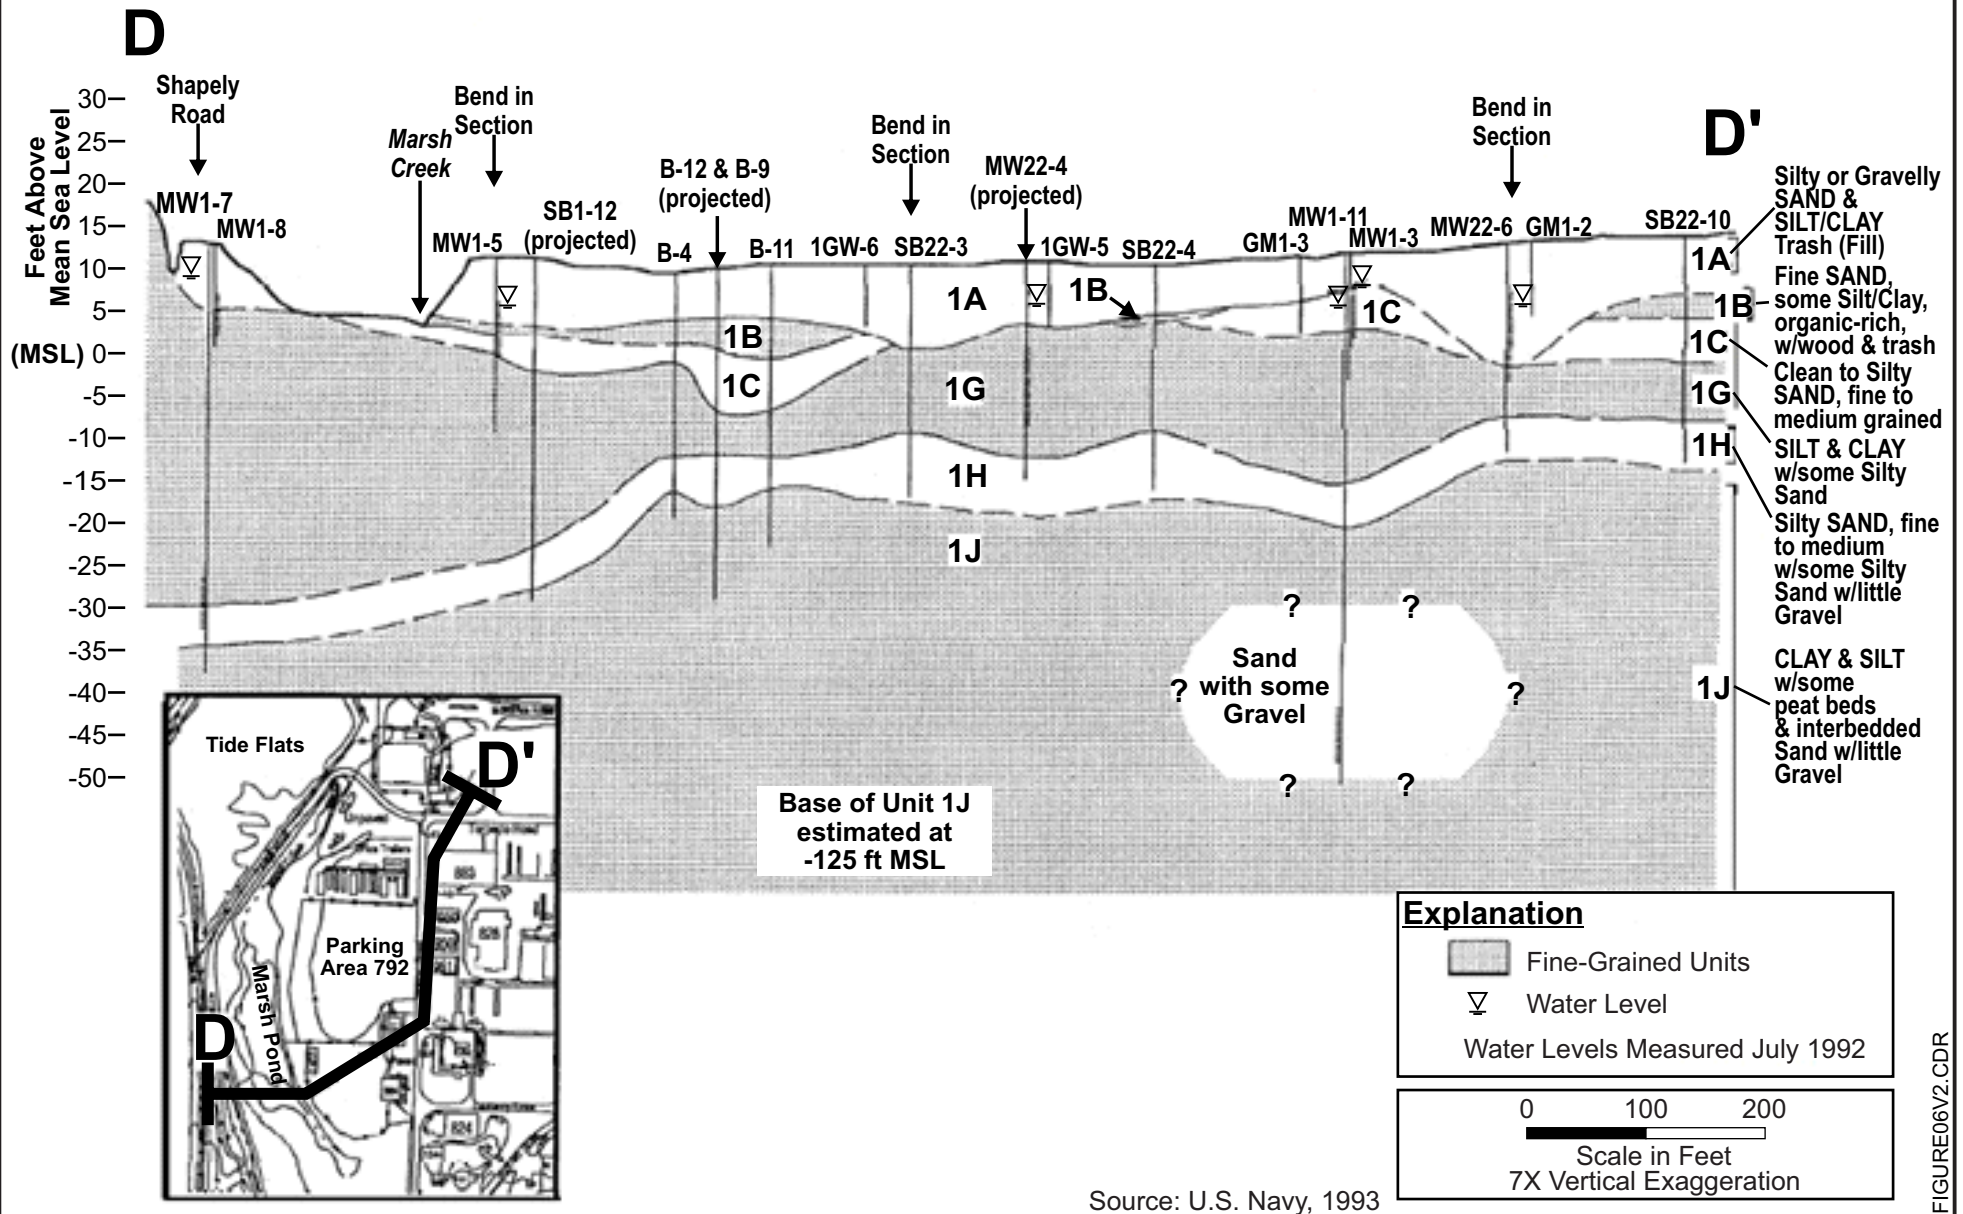 D
Shapely
Road
Marsh
Creek
Bend in
Section
Bend in
Section
Bend in
Section
D'
Feet Above
Mean Sea Level
30
25
20
15
10
5
(MSL) 0
-5
-10
-15
-20
-25
-30
-35
-40
-45
-50
MW1-7
MW1-8
MW1-5
SB1-12
(projected)
B-12 & B-9
(projected)
B-4
B-11
1GW-6
SB22-3
MW22-4
(projected)
1GW-5
SB22-4
GM1-3
MW1-11
MW1-3
MW22-6
GM1-2
SB22-10
1A
1B
1B
1C
1C
1G
1H
1J
1A
1B
1C
1G
1H
1J
Silty or Gravelly
SAND &
SILT/CLAY
Trash (Fill)
Fine SAND,
some Silt/Clay,
organic-rich,
w/wood & trash
Clean to Silty
SAND, fine to
medium grained
SILT & CLAY
w/some Silty
Sand
Silty SAND, fine
to medium
w/some Silty
Sand w/little
Gravel
CLAY & SILT
w/some
peat beds
& interbedded
Sand w/little
Gravel
? ?
? ?
? ?
Sand
with some
Gravel
Base of Unit 1J
estimated at
-125 ft MSL
Tide Flats
D'
Parking
Area 792
Marsh Pond
D
826
824
Explanation
Fine-Grained Units
Water Level
Water Levels Measured July 1992
0 100 200
Scale in Feet
7X Vertical Exaggeration
Source: U.S. Navy, 1993
FIGURE06V2.CDR